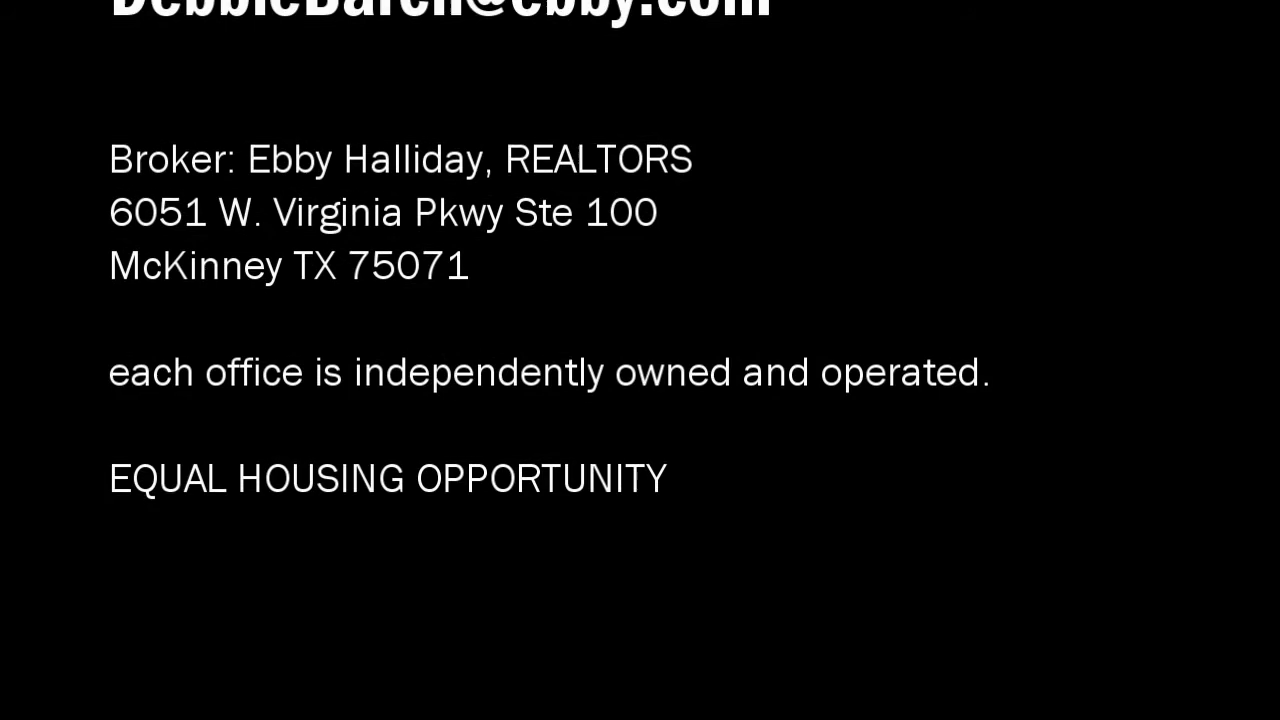 Broker: Ebby Halliday, REALTORS
6051 W. Virginia Pkwy Ste 100
McKinney TX 75071
each office is independently owned and operated.
EQUAL HOUSING OPPORTUNITY